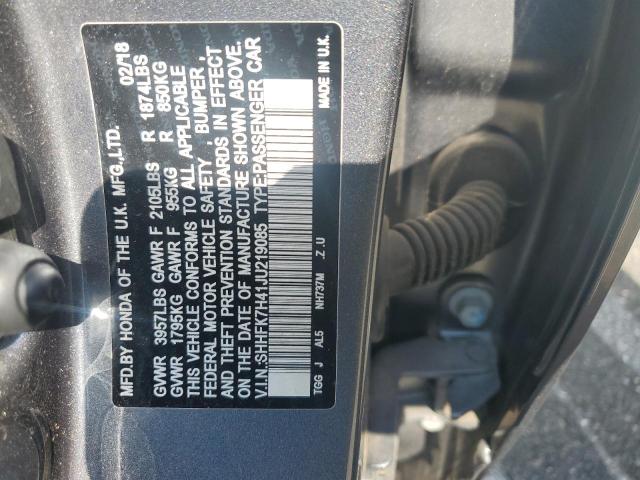 MFD.BY HONDA OF THE U.K. MFG.,LTD. 02/18
GVWR 3957LBS GAWR F 2105LBS R 1874LBS
GVWR 1795KG GAWR F 955KG R 850KG
THIS VEHICLE CONFORMS TO ALL APPLICABLE
FEDERAL MOTOR VEHICLE SAFETY , BUMPER ,
AND THEFT PREVENTION STANDARDS IN EFFECT
ON THE DATE OF MANUFACTURE SHOWN ABOVE.
V.I.N.:SHHFK7H41JU219085 TYPE:PASSENGER CAR
TGG J AL5 NH737M .Z.U MADE IN U.K.